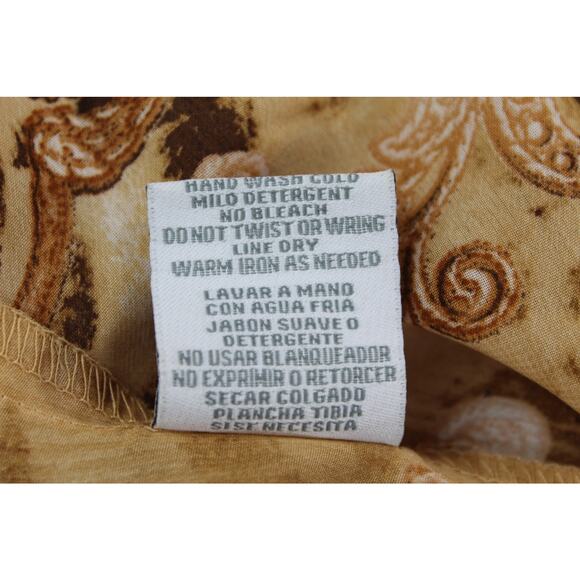 HAND WASH COLD
MILD DETERGENT
NO BLEACH
DO NOT TWIST OR WRING
LINE DRY
WARM IRON AS NEEDED
LAVAR A MANO
CON AGUA FRIA
JABON SUAVE O
DETERGENTE
NO USAR BLANQUEADOR
NO EXPRIMIR O RETORCER
SECAR COLGADO
PLANCHA TIBIA
SI SE NECESITA